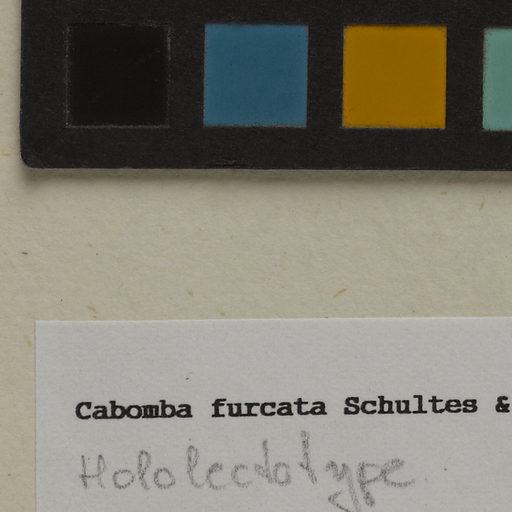 Cabomba furcata Schultes &
Hololectotype